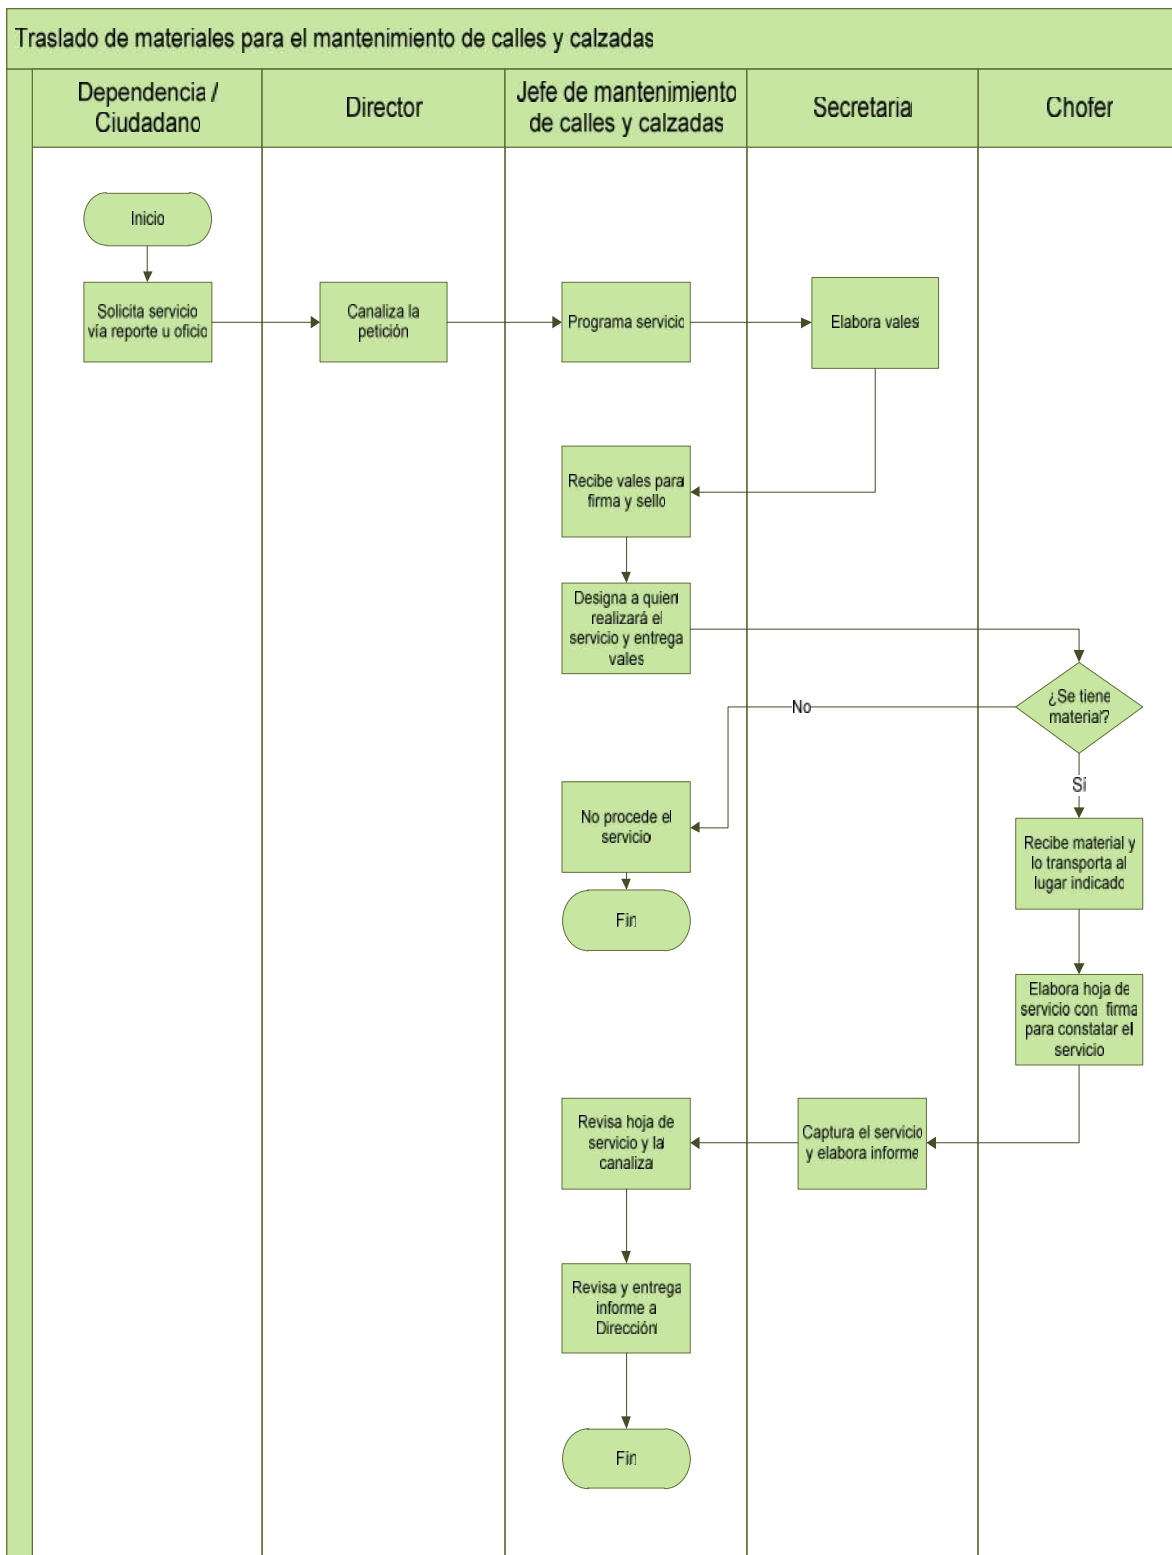 Traslado de materiales para el mantenimiento de calles y calzadas
Dependencia /
Ciudadano
Director
Jefe de mantenimiento
de calles y calzadas
Secretaria
Chofer
Inicio
Solicita servicio
vía reporte u oficio
Canaliza la
petición
Programa servicio
Elabora vales
Recibe vales para
firma y sello
Designa a quien
realizará el
servicio y entrega
vales
¿Se tiene
material?
No
Sí
No procede el
servicio
Fin
Recibe material y
lo transporta al
lugar indicado
Elabora hoja de
servicio con firma
para constatar el
servicio
Captura el servicio
y elabora informe
Revisa hoja de
servicio y la
canaliza
Revisa y entrega
informe a
Dirección
Fin